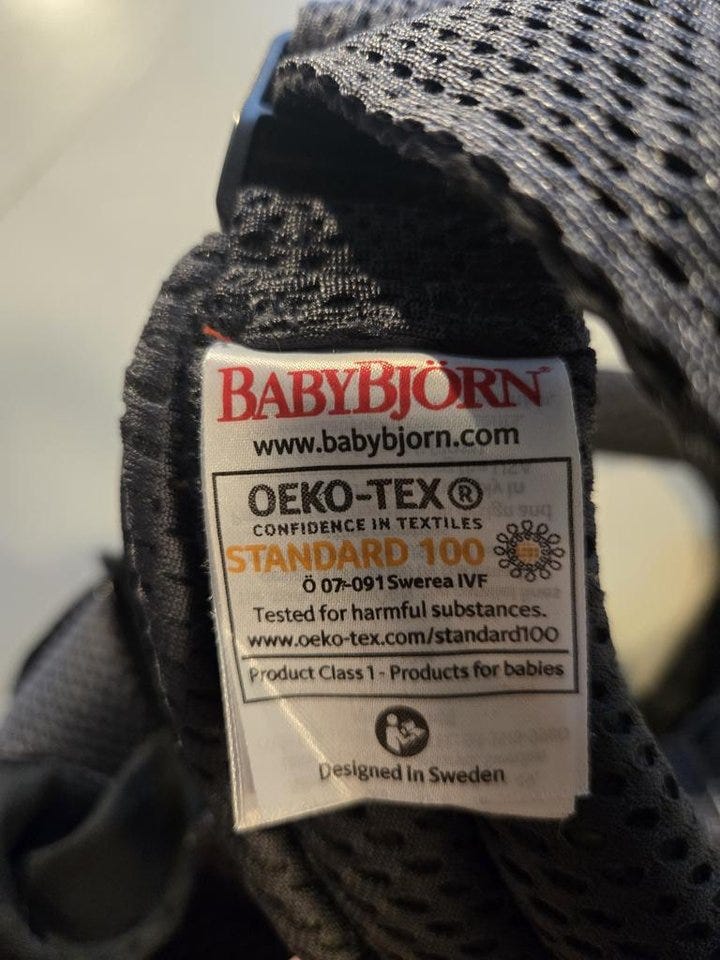 BABYBJÖRN
www.babybjorn.com
OEKO-TEX®
CONFIDENCE IN TEXTILES
STANDARD 100
Ö 07-091 Swerea IVF
Tested for harmful substances.
www.oeko-tex.com/standard100
Product Class 1 - Products for babies
Designed in Sweden